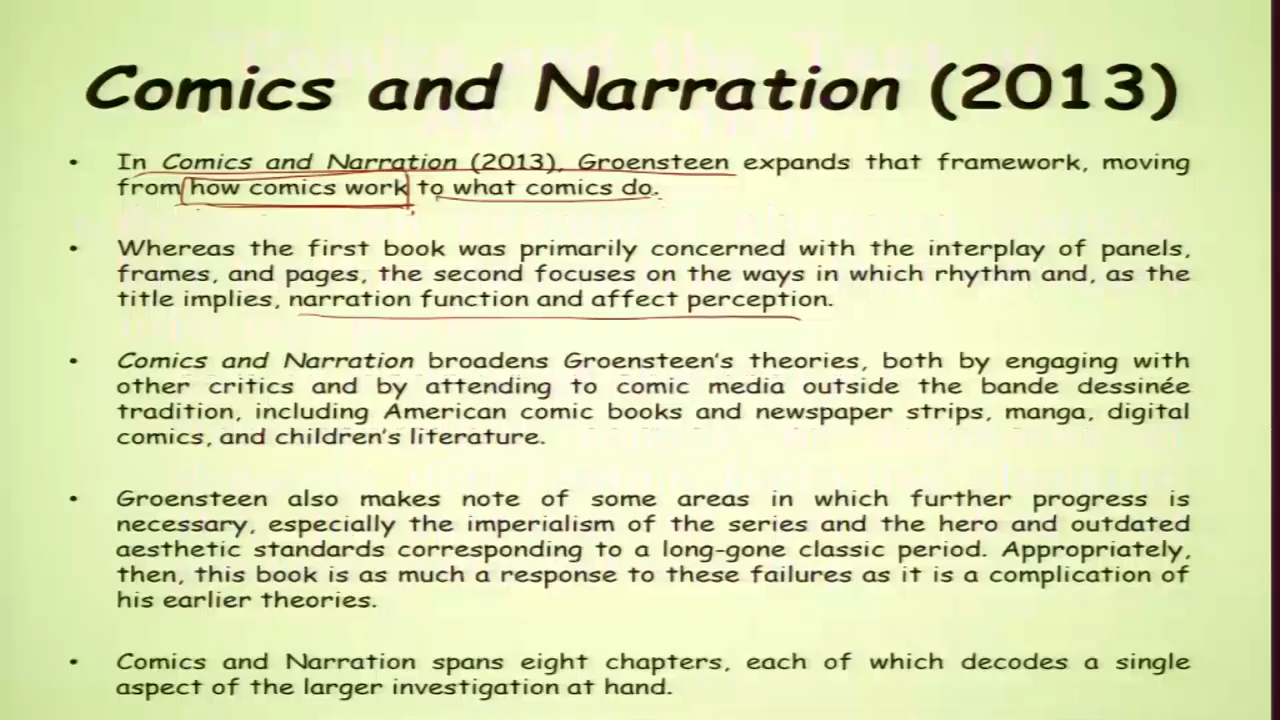 Comics and Narration (2013)
• In Comics and Narration (2013), Groensteen expands that framework, moving
from how comics work to what comics do.
• Whereas the first book was primarily concerned with the interplay of panels,
frames, and pages, the second focuses on the ways in which rhythm and, as the
title implies, narration function and affect perception.
• Comics and Narration broadens Groensteen's theories, both by engaging with
other critics and by attending to comic media outside the bande dessinée
tradition, including American comic books and newspaper strips, manga, digital
comics, and children's literature.
• Groensteen also makes note of some areas in which further progress is
necessary, especially the imperialism of the series and the hero and outdated
aesthetic standards corresponding to a long-gone classic period. Appropriately,
then, this book is as much a response to these failures as it is a complication of
his earlier theories.
• Comics and Narration spans eight chapters, each of which decodes a single
aspect of the larger investigation at hand.